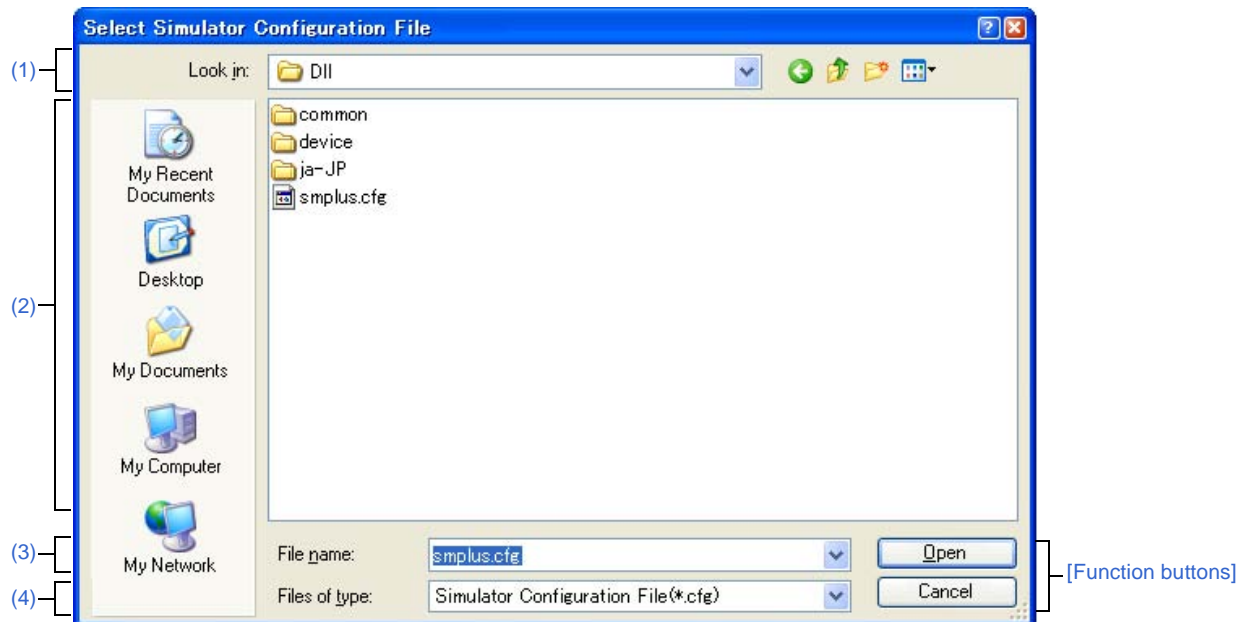 Select Simulator Configuration File
(1)
Look in:
Dll
common
device
ja-JP
smplus.cfg
(2)
My Recent
Documents
Desktop
My Documents
My Computer
My Network
(3)
File name:
smplus.cfg
Open
(4)
Files of type:
Simulator Configuration File(*.cfg)
Cancel
[Function buttons]